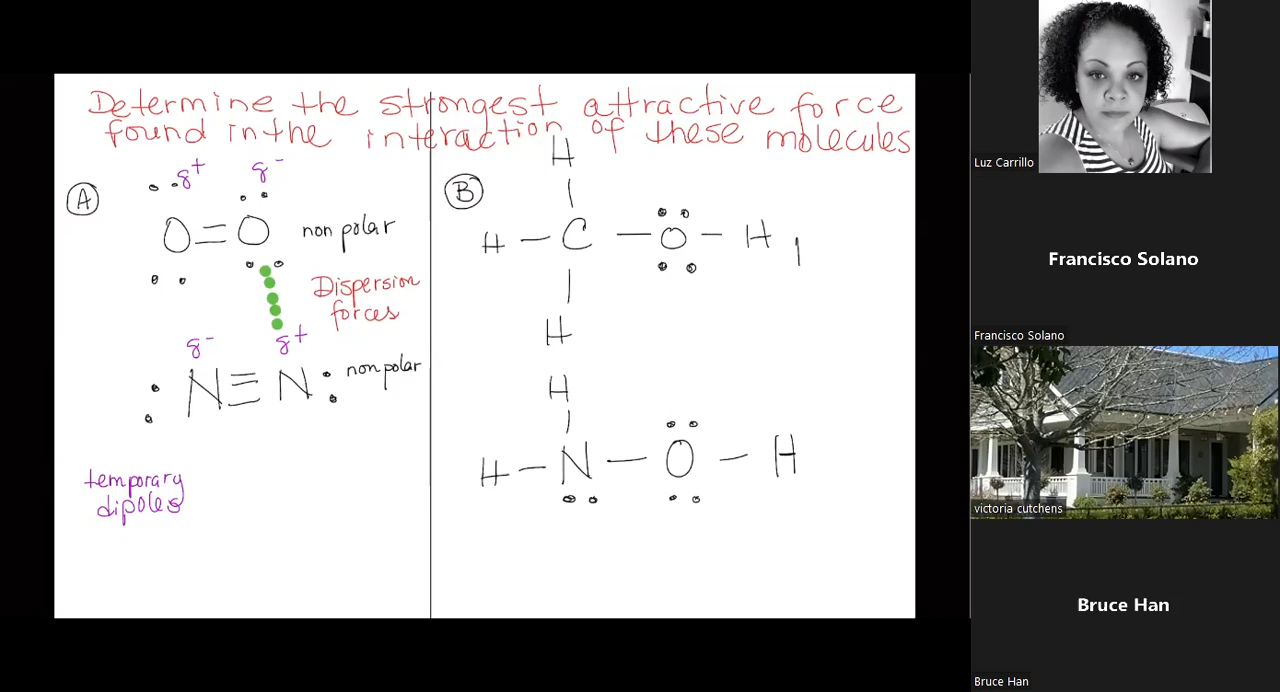 Determine the strongest attractive force
found in the interaction of these molecules
A
δ+ δ-
O=O non polar
Dispersion
forces
δ- δ+
N≡N non polar
temporary
dipoles
B
H
H - C - O - H
H
H
H - N - O - H
Luz Carrillo
Francisco Solano
Francisco Solano
victoria cutchens
Bruce Han
Bruce Han